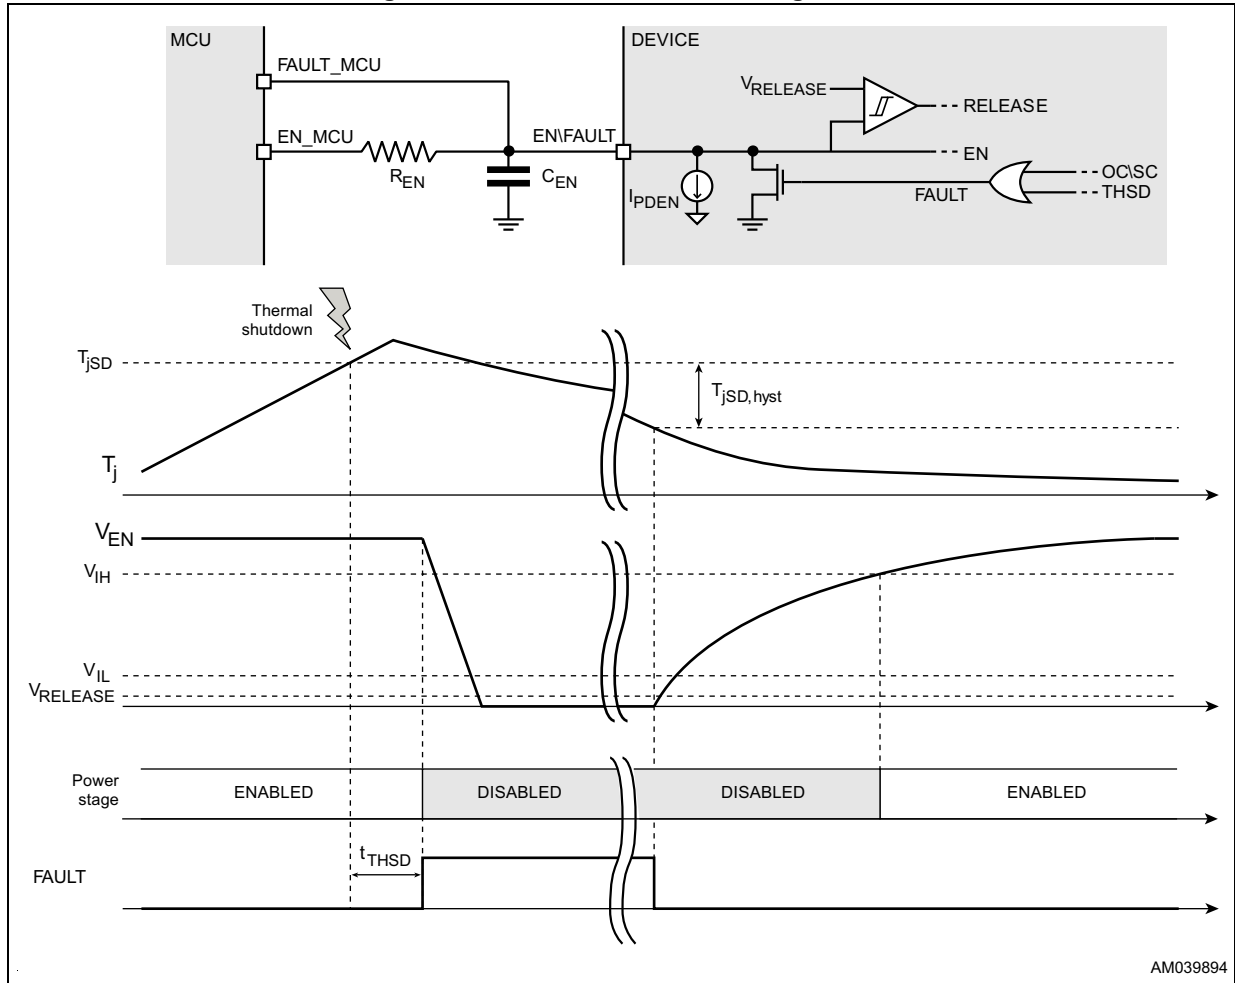 MCU
DEVICE
FAULT_MCU
VRELEASE
RELEASE
EN_MCU
EN\FAULT
EN
REN
CEN
IPDEN
FAULT
OC\SC
THSD
Thermal
shutdown
TjSD
TjSD,hyst
Tj
VEN
VIH
VIL
VRELEASE
Power
stage
ENABLED
DISABLED
DISABLED
ENABLED
tTHSD
FAULT
AM039894